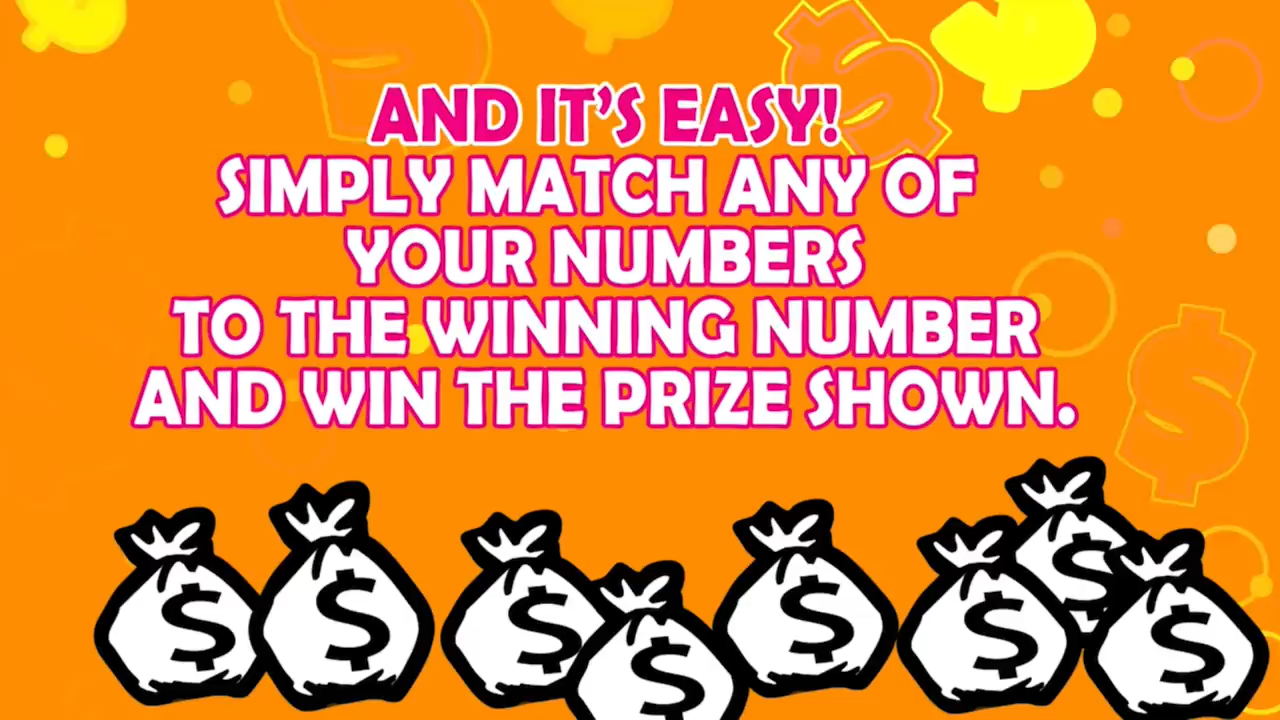 AND IT'S EASY!
SIMPLY MATCH ANY OF
YOUR NUMBERS
TO THE WINNING NUMBER
AND WIN THE PRIZE SHOWN.
$
$
$
$
$
$
$
$